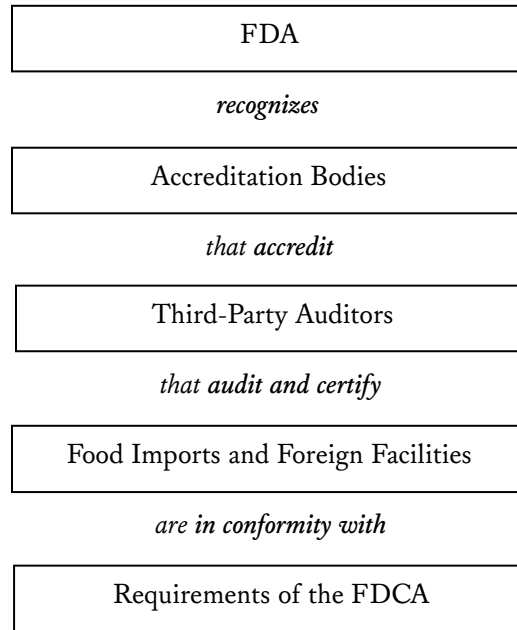 FDA
recognizes
Accreditation Bodies
that accredit
Third-Party Auditors
that audit and certify
Food Imports and Foreign Facilities
are in conformity with
Requirements of the FDCA